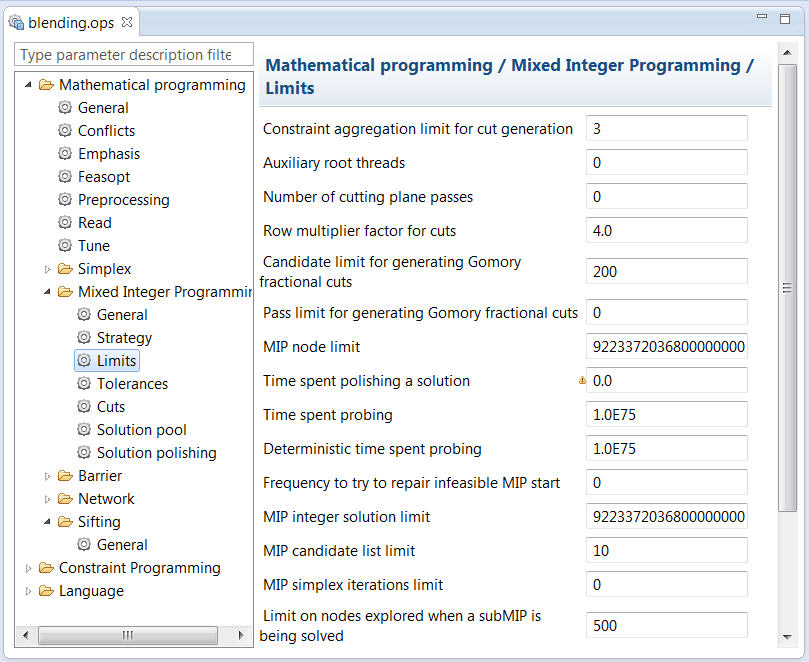 blending.ops
Type parameter description filte
Mathematical programming
General
Conflicts
Emphasis
Feasopt
Preprocessing
Read
Tune
Simplex
Mixed Integer Programmin
General
Strategy
Limits
Tolerances
Cuts
Solution pool
Solution polishing
Barrier
Network
Sifting
General
Constraint Programming
Language
Mathematical programming / Mixed Integer Programming /
Limits
Constraint aggregation limit for cut generation 3
Auxiliary root threads 0
Number of cutting plane passes 0
Row multiplier factor for cuts 4.0
Candidate limit for generating Gomory
fractional cuts 200
Pass limit for generating Gomory fractional cuts 0
MIP node limit 9223372036800000000
Time spent polishing a solution 0.0
Time spent probing 1.0E75
Deterministic time spent probing 1.0E75
Frequency to try to repair infeasible MIP start 0
MIP integer solution limit 9223372036800000000
MIP candidate list limit 10
MIP simplex iterations limit 0
Limit on nodes explored when a subMIP is
being solved 500